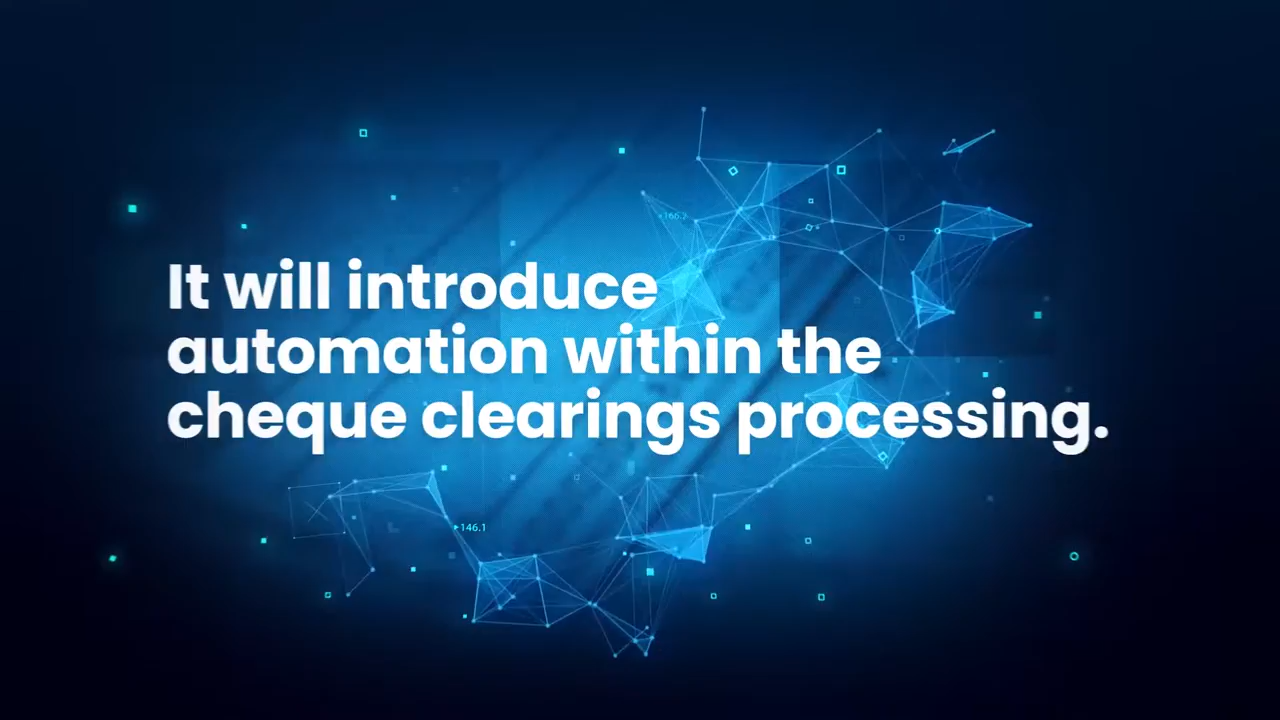 It will introduce
automation within the
cheque clearings processing.
146.1